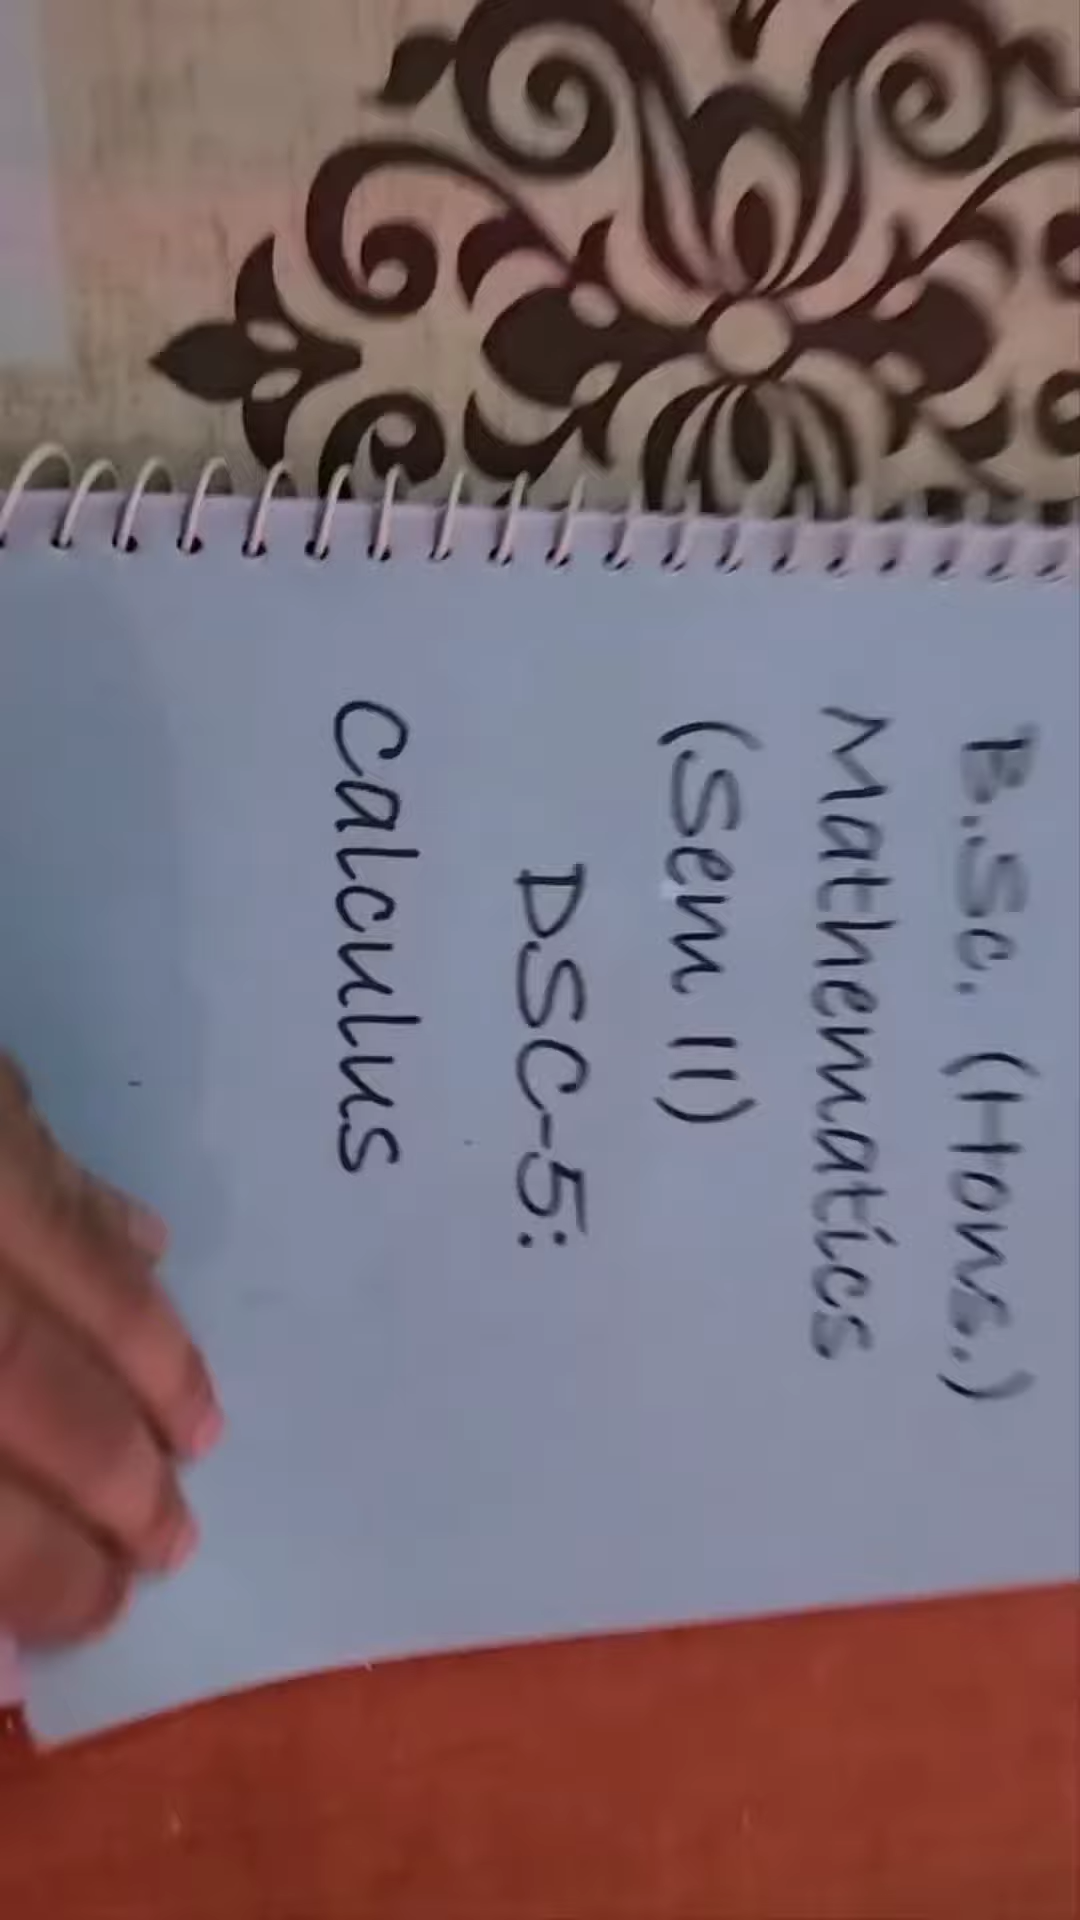 B.Sc. (Hons.)
Mathematics
(Sem II)
DSC-5:
Calculus